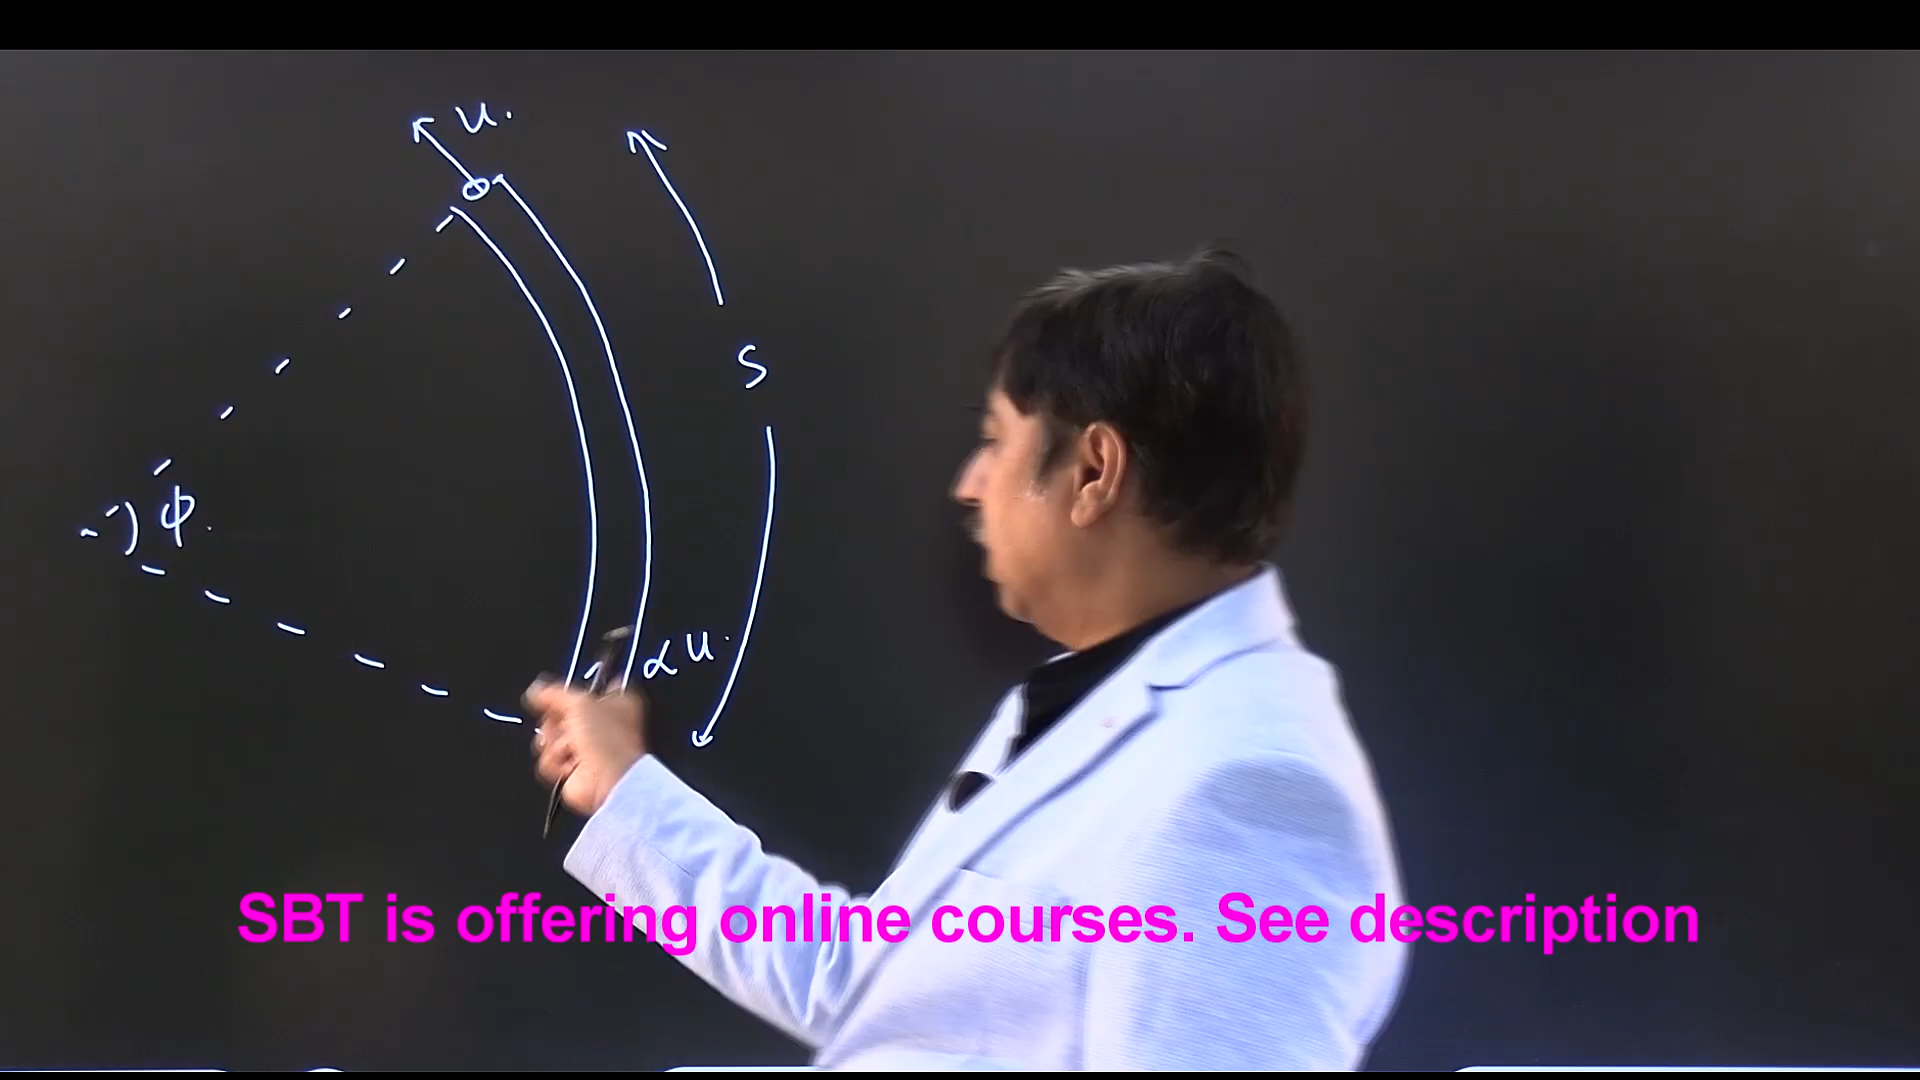 u.
S
φ.
αu.
SBT is offering online courses. See description